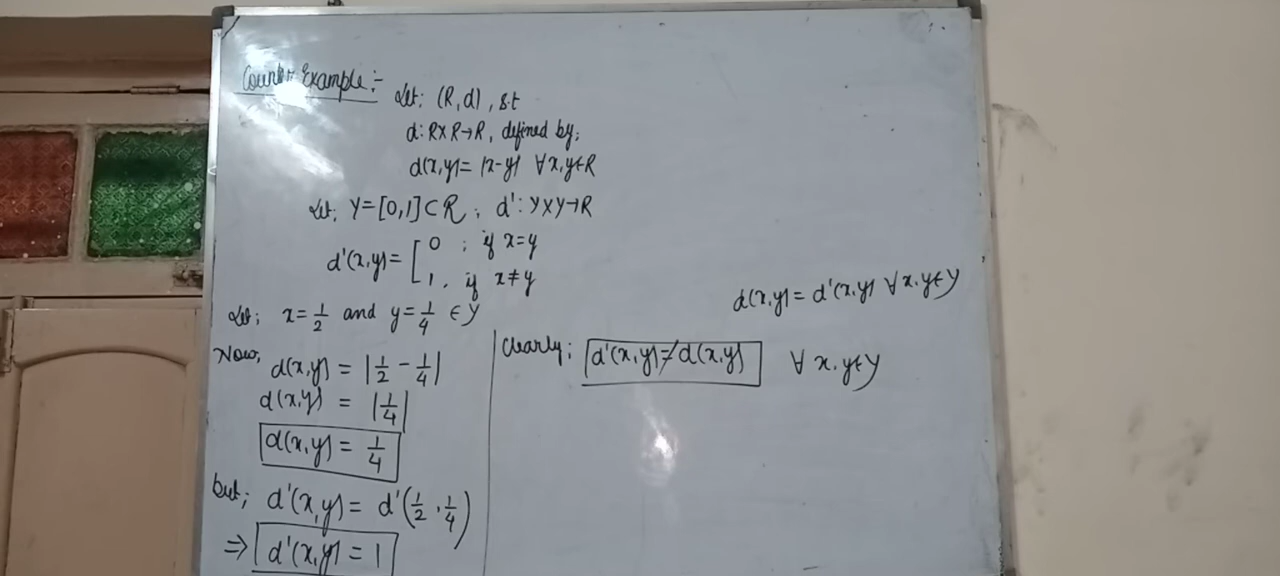 Counter Example:-
Let; (R,d), s.t
d: R×R→R, defined by;
d(x,y)= |x-y| ∀ x,y∈R
Let, Y=[0,1]⊂R; d': Y×Y→R
d'(x,y)= [ 0 ; if x=y
1, if x≠y
Let; x=1/2 and y=1/4 ∈ Y
Now, d(x,y) = |1/2 - 1/4|
d(x,y) = |1/4|
d(x,y) = 1/4
but; d'(x,y) = d'(1/2, 1/4)
⇒ d'(x,y) = 1
d(x,y) = d'(x,y) ∀ x,y∈Y
Clearly; d'(x,y)≠d(x,y) ∀ x,y∈Y